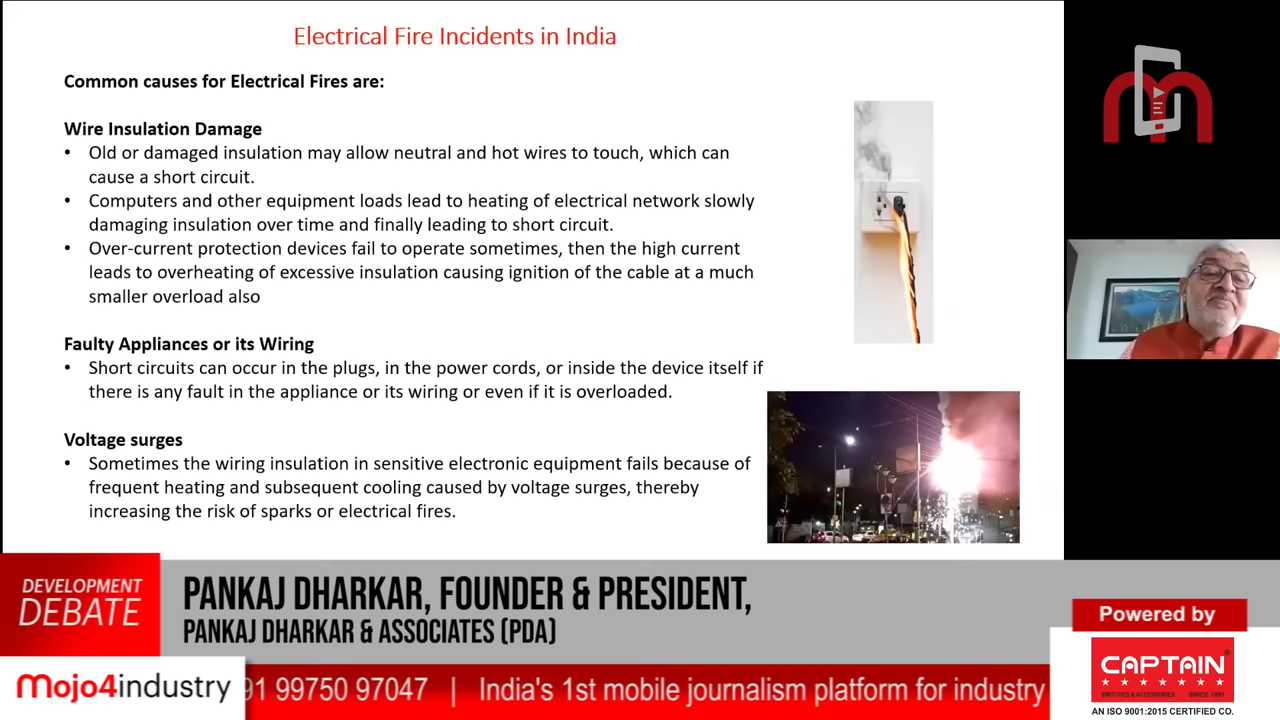 Electrical Fire Incidents in India
Common causes for Electrical Fires are:
Wire Insulation Damage
• Old or damaged insulation may allow neutral and hot wires to touch, which can
cause a short circuit.
• Computers and other equipment loads lead to heating of electrical network slowly
damaging insulation over time and finally leading to short circuit.
• Over-current protection devices fail to operate sometimes, then the high current
leads to overheating of excessive insulation causing ignition of the cable at a much
smaller overload also
Faulty Appliances or its Wiring
• Short circuits can occur in the plugs, in the power cords, or inside the device itself if
there is any fault in the appliance or its wiring or even if it is overloaded.
Voltage surges
• Sometimes the wiring insulation in sensitive electronic equipment fails because of
frequent heating and subsequent cooling caused by voltage surges, thereby
increasing the risk of sparks or electrical fires.
DEVELOPMENT
DEBATE
PANKAJ DHARKAR, FOUNDER & PRESIDENT,
PANKAJ DHARKAR & ASSOCIATES (PDA)
Powered by
CAPTAIN
SWITCHES & ACCESSORIES SINCE: 1991
AN ISO 9001:2015 CERTIFIED CO.
Mojo4industry
91 99750 97047 | India's 1st mobile journalism platform for industry